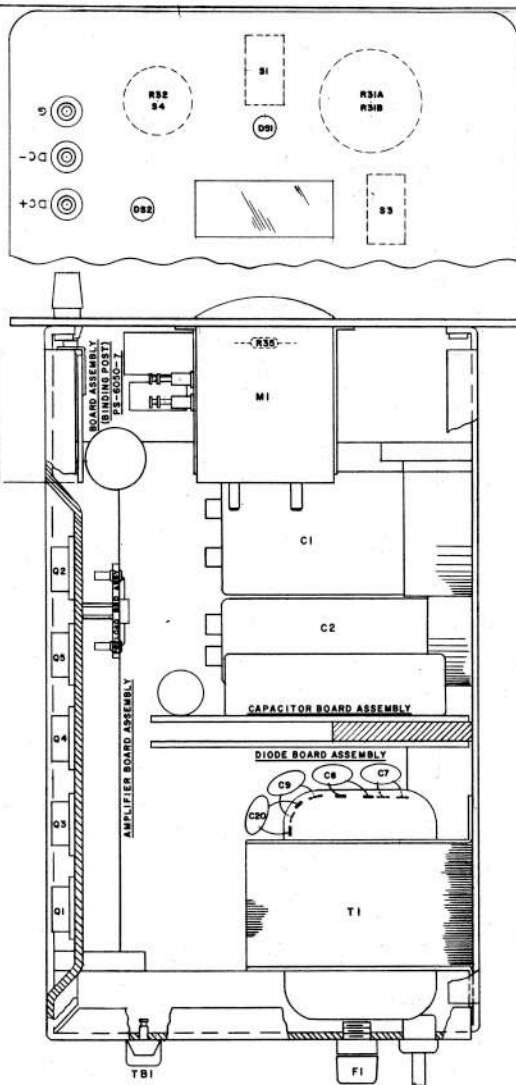 S1
R32
S4
R31A
R31B
G
DS1
DC-
DC+
DS2
S3
BOARD ASSEMBLY
(BINDING POST)
PS-6050-7
R35
M1
C1
Q2
C2
Q5
CAPACITOR BOARD ASSEMBLY
Q4
AMPLIFIER BOARD ASSEMBLY
DIODE BOARD ASSEMBLY
C9
C8
C7
C20
Q3
Q1
T1
TB1
F1